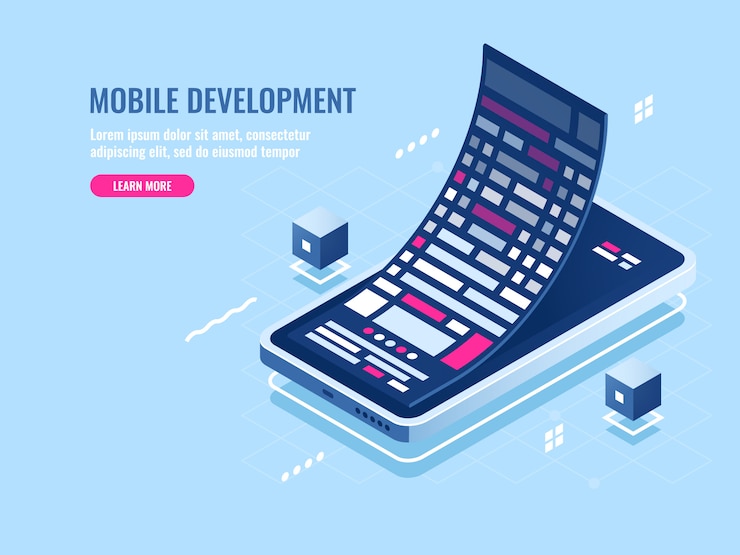 MOBILE DEVELOPMENT
Lorem ipsum dolor sit amet, consectetur
adipiscing elit, sed do eiusmod tempor
LEARN MORE